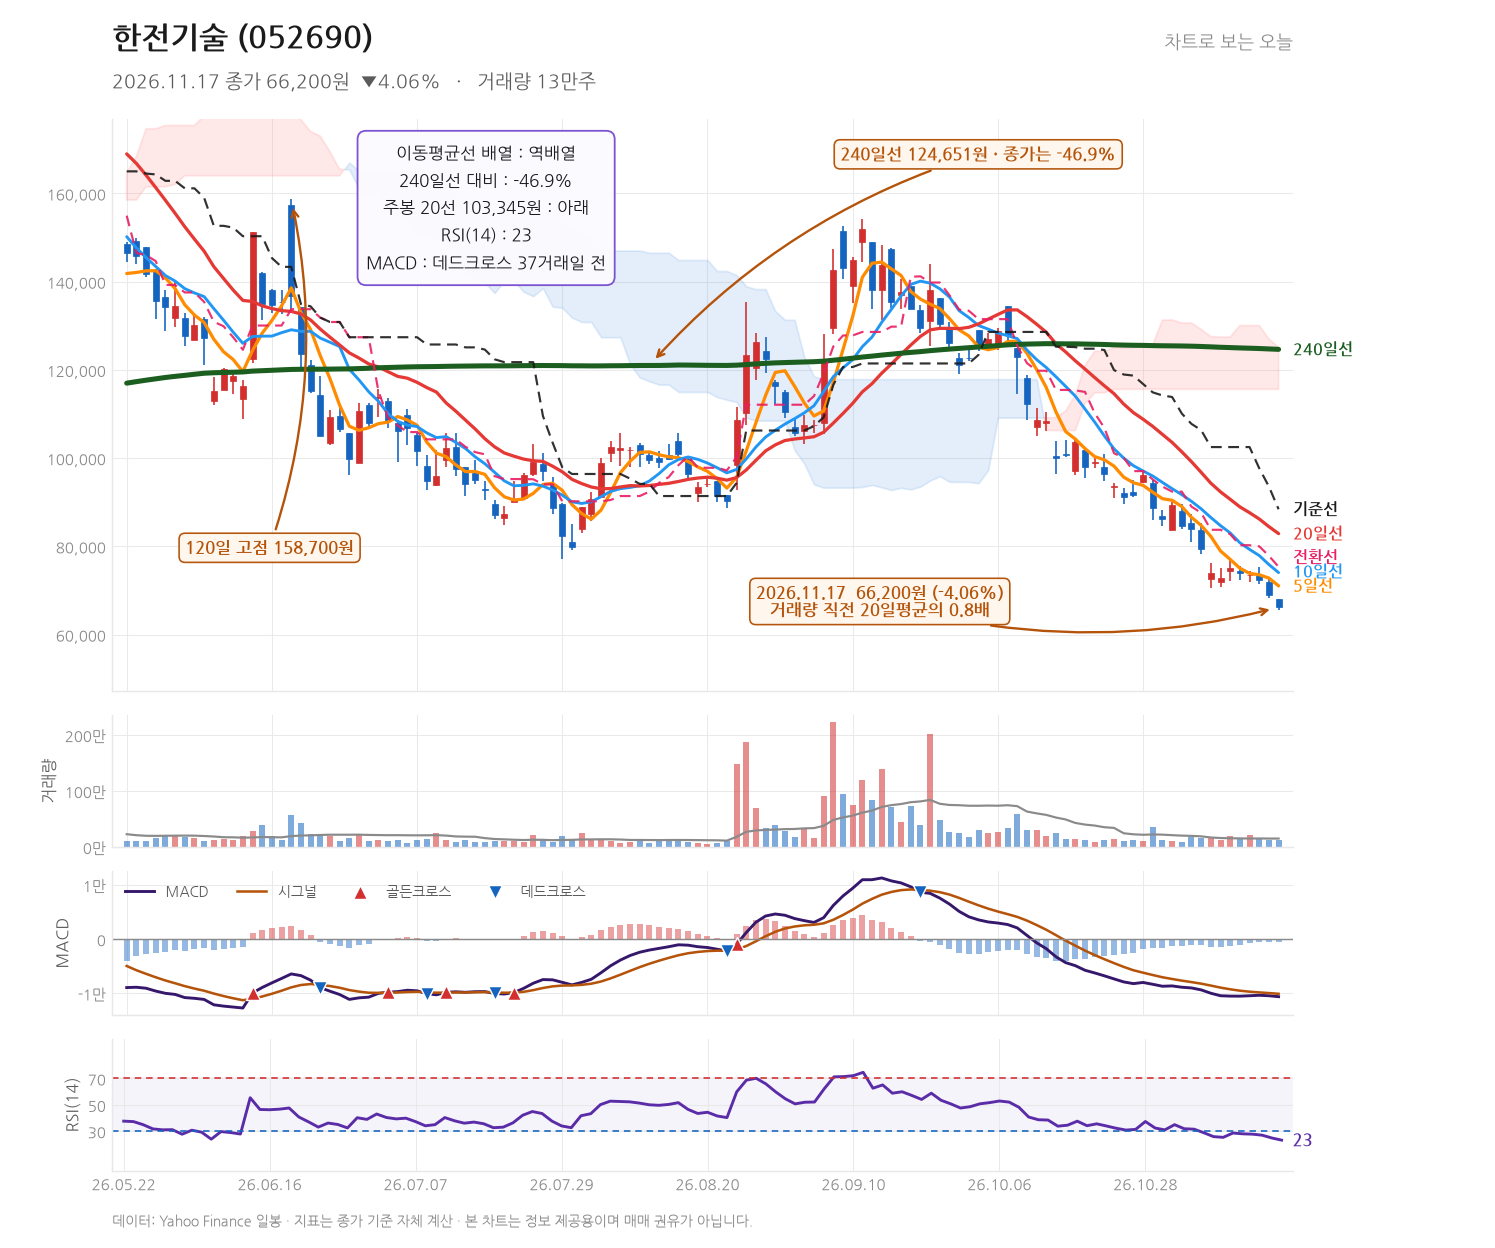 한전기술 (052690)
차트로 보는 오늘
2026.11.17 종가 66,200원 ▼4.06% · 거래량 13만주
이동평균선 배열 : 역배열
240일선 대비 : -46.9%
주봉 20선 103,345원 : 아래
RSI(14) : 23
MACD : 데드크로스 37거래일 전
240일선 124,651원 · 종가는 -46.9%
160,000
140,000
120,000
100,000
80,000
60,000
240일선
기준선
20일선
전환선
10일선
5일선
120일 고점 158,700원
2026.11.17 66,200원 (-4.06%)
거래량 직전 20일평균의 0.8배
거래량
200만
100만
0만
MACD
1만
0
-1만
MACD
시그널
골든크로스
데드크로스
RSI(14)
70
50
30
23
26.05.22
26.06.16
26.07.07
26.07.29
26.08.20
26.09.10
26.10.06
26.10.28
데이터: Yahoo Finance 일봉 · 지표는 종가 기준 자체 계산 · 본 차트는 정보 제공용이며 매매 권유가 아닙니다.